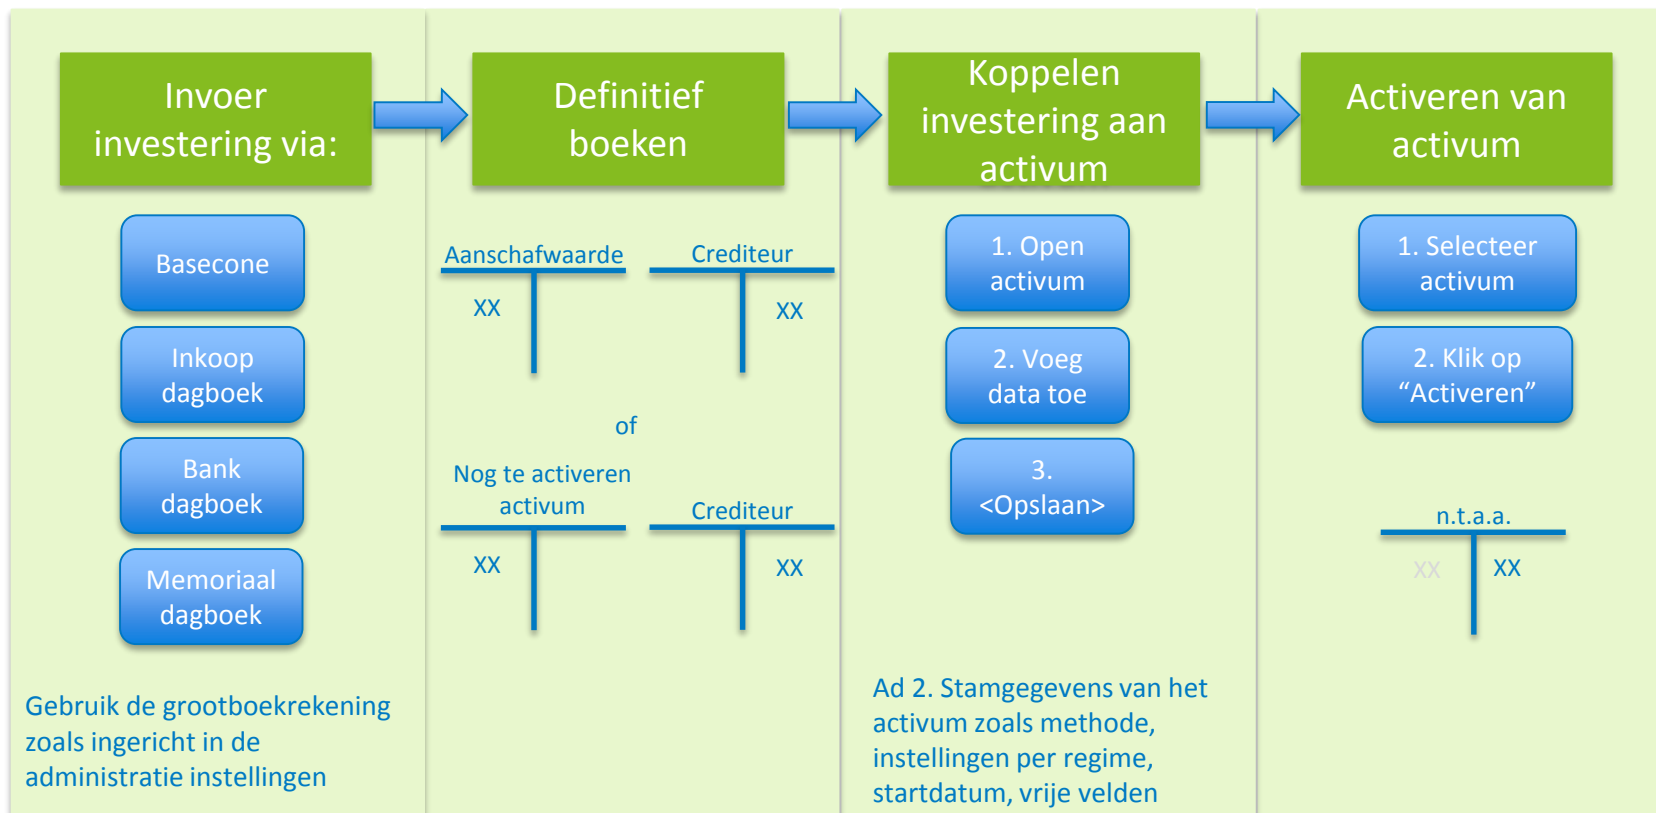 Invoer
investering via:
Basecone
Inkoop
dagboek
Bank
dagboek
Memoriaal
dagboek
Gebruik de grootboekrekening
zoals ingericht in de
administratie instellingen
Definitief
boeken
Aanschafwaarde
XX
Crediteur
XX
of
Nog te activeren
activum
XX
Crediteur
XX
Koppelen
investering aan
activum
1. Open
activum
2. Voeg
data toe
3.
<Opslaan>
Ad 2. Stamgegevens van het
activum zoals methode,
instellingen per regime,
startdatum, vrije velden
Activeren van
activum
1. Selecteer
activum
2. Klik op
“Activeren”
n.t.a.a.
XX
XX